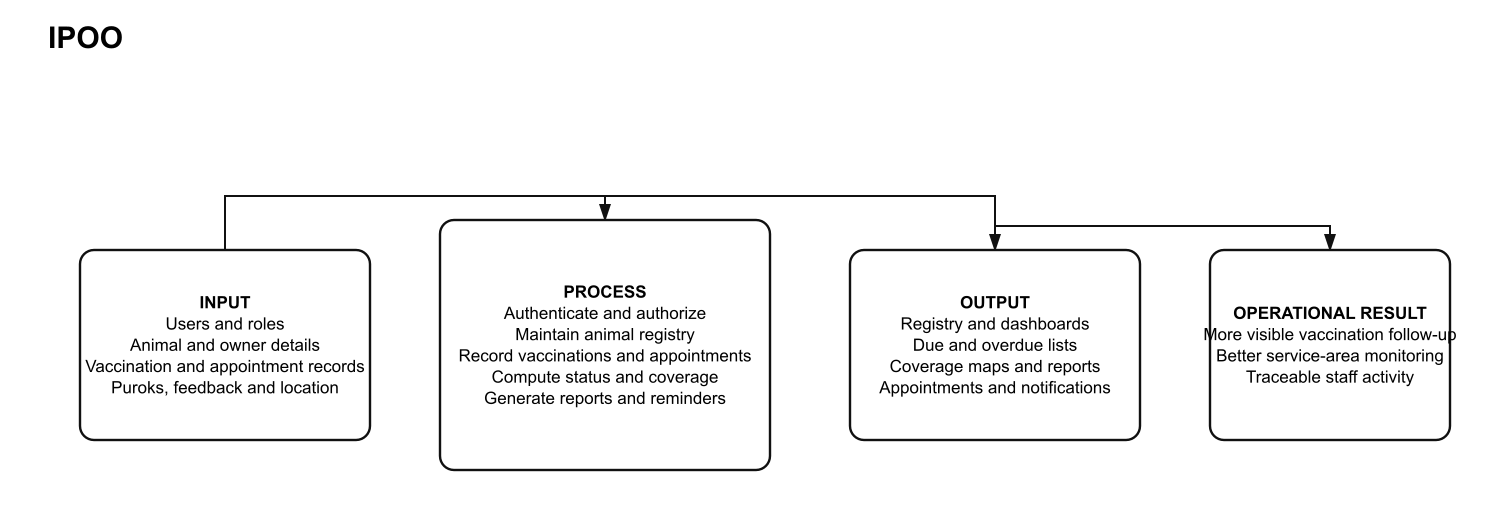 IPOO
INPUT
Users and roles
Animal and owner details
Vaccination and appointment records
Puroks, feedback and location
PROCESS
Authenticate and authorize
Maintain animal registry
Record vaccinations and appointments
Compute status and coverage
Generate reports and reminders
OUTPUT
Registry and dashboards
Due and overdue lists
Coverage maps and reports
Appointments and notifications
OPERATIONAL RESULT
More visible vaccination follow-up
Better service-area monitoring
Traceable staff activity